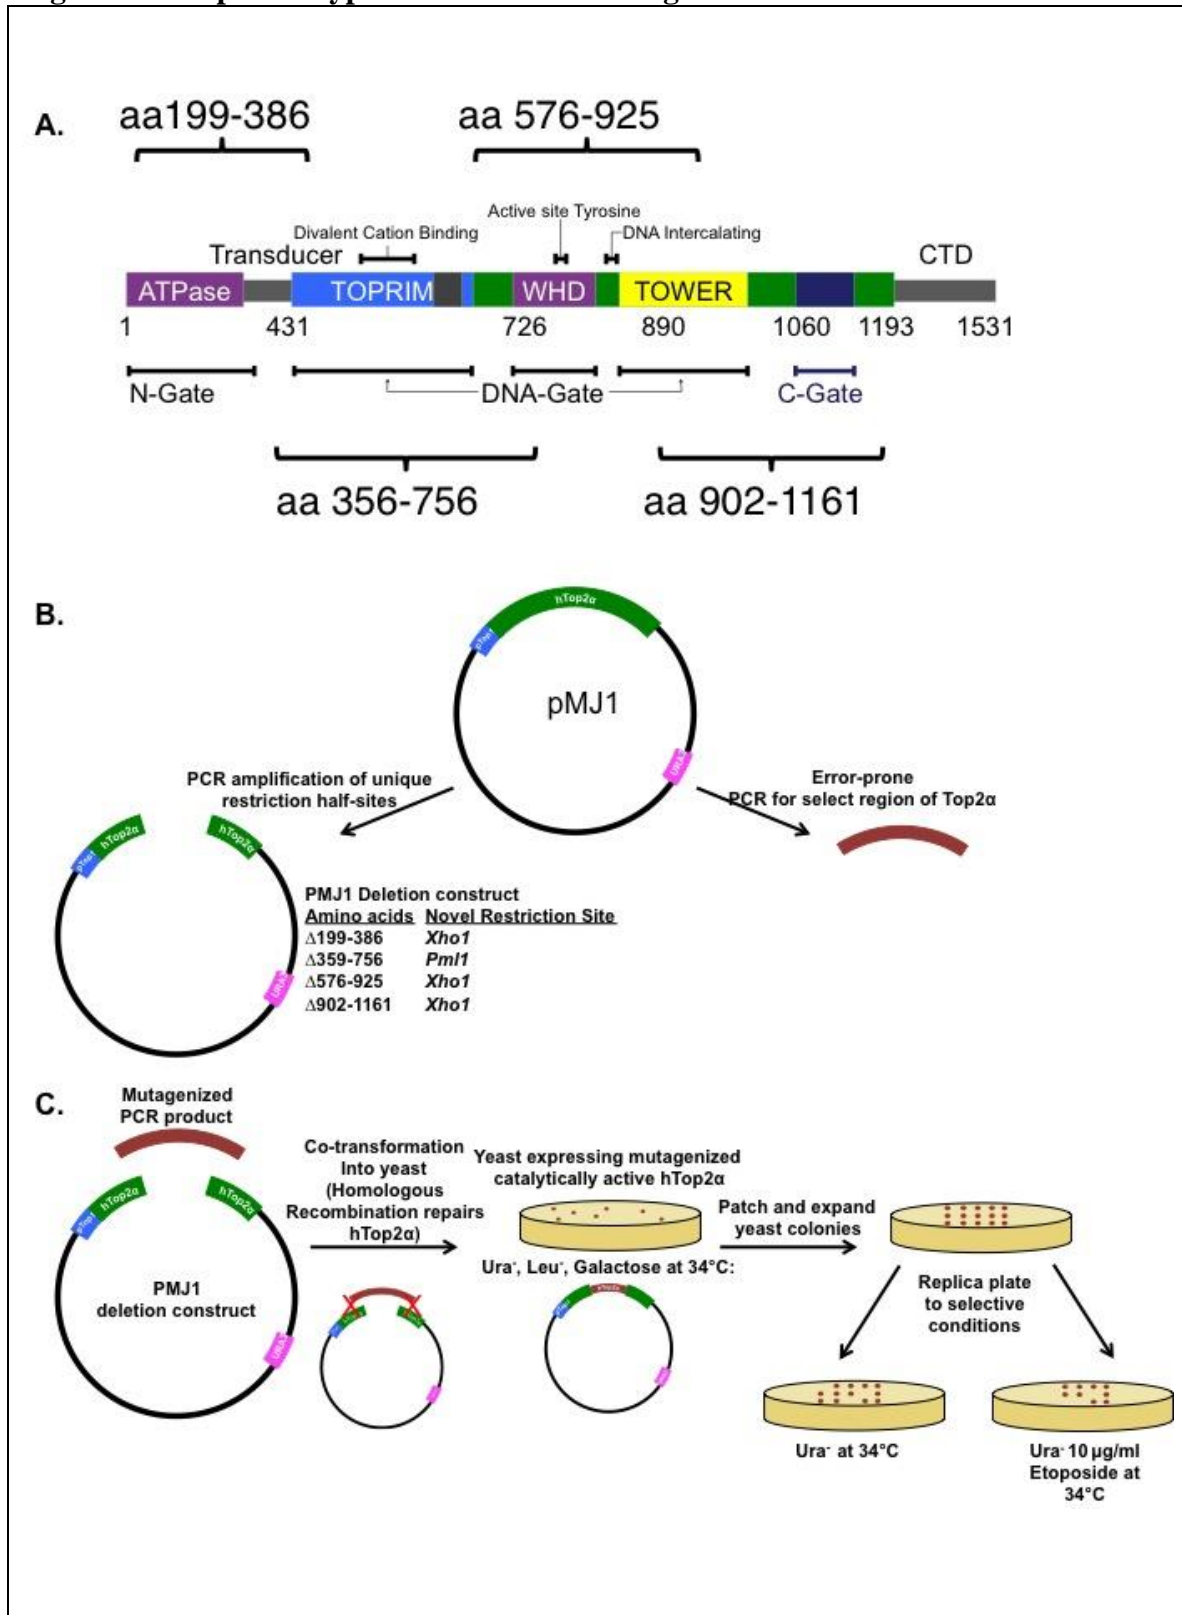 A.
aa199-386
aa 576-925
Active site Tyrosine
Divalent Cation Binding
DNA Intercalating
Transducer
CTD
ATPase
TOPRIM
WHD
TOWER
1
431
726
890
1060
1193
1531
N-Gate
DNA-Gate
C-Gate
aa 356-756
aa 902-1161
B.
hTop2α
pMJ1
URA
PCR amplification of unique
restriction half-sites
Error-prone
PCR for select region of Top2α
hTop2α
hTop2α
URA
PMJ1 Deletion construct
Amino acids Novel Restriction Site
Δ199-386 Xho1
Δ359-756 Pml1
Δ576-925 Xho1
Δ902-1161 Xho1
C.
Mutagenized
PCR product
hTop2α
hTop2α
PMJ1
deletion construct
URA
Co-transformation
Into yeast
(Homologous
Recombination repairs
hTop2α)
Yeast expressing mutagenized
catalytically active hTop2α
Ura-, Leu-, Galactose at 34°C:
Patch and expand
yeast colonies
Replica plate
to selective
conditions
Ura- at 34°C
Ura- 10 µg/ml
Etoposide at
34°C